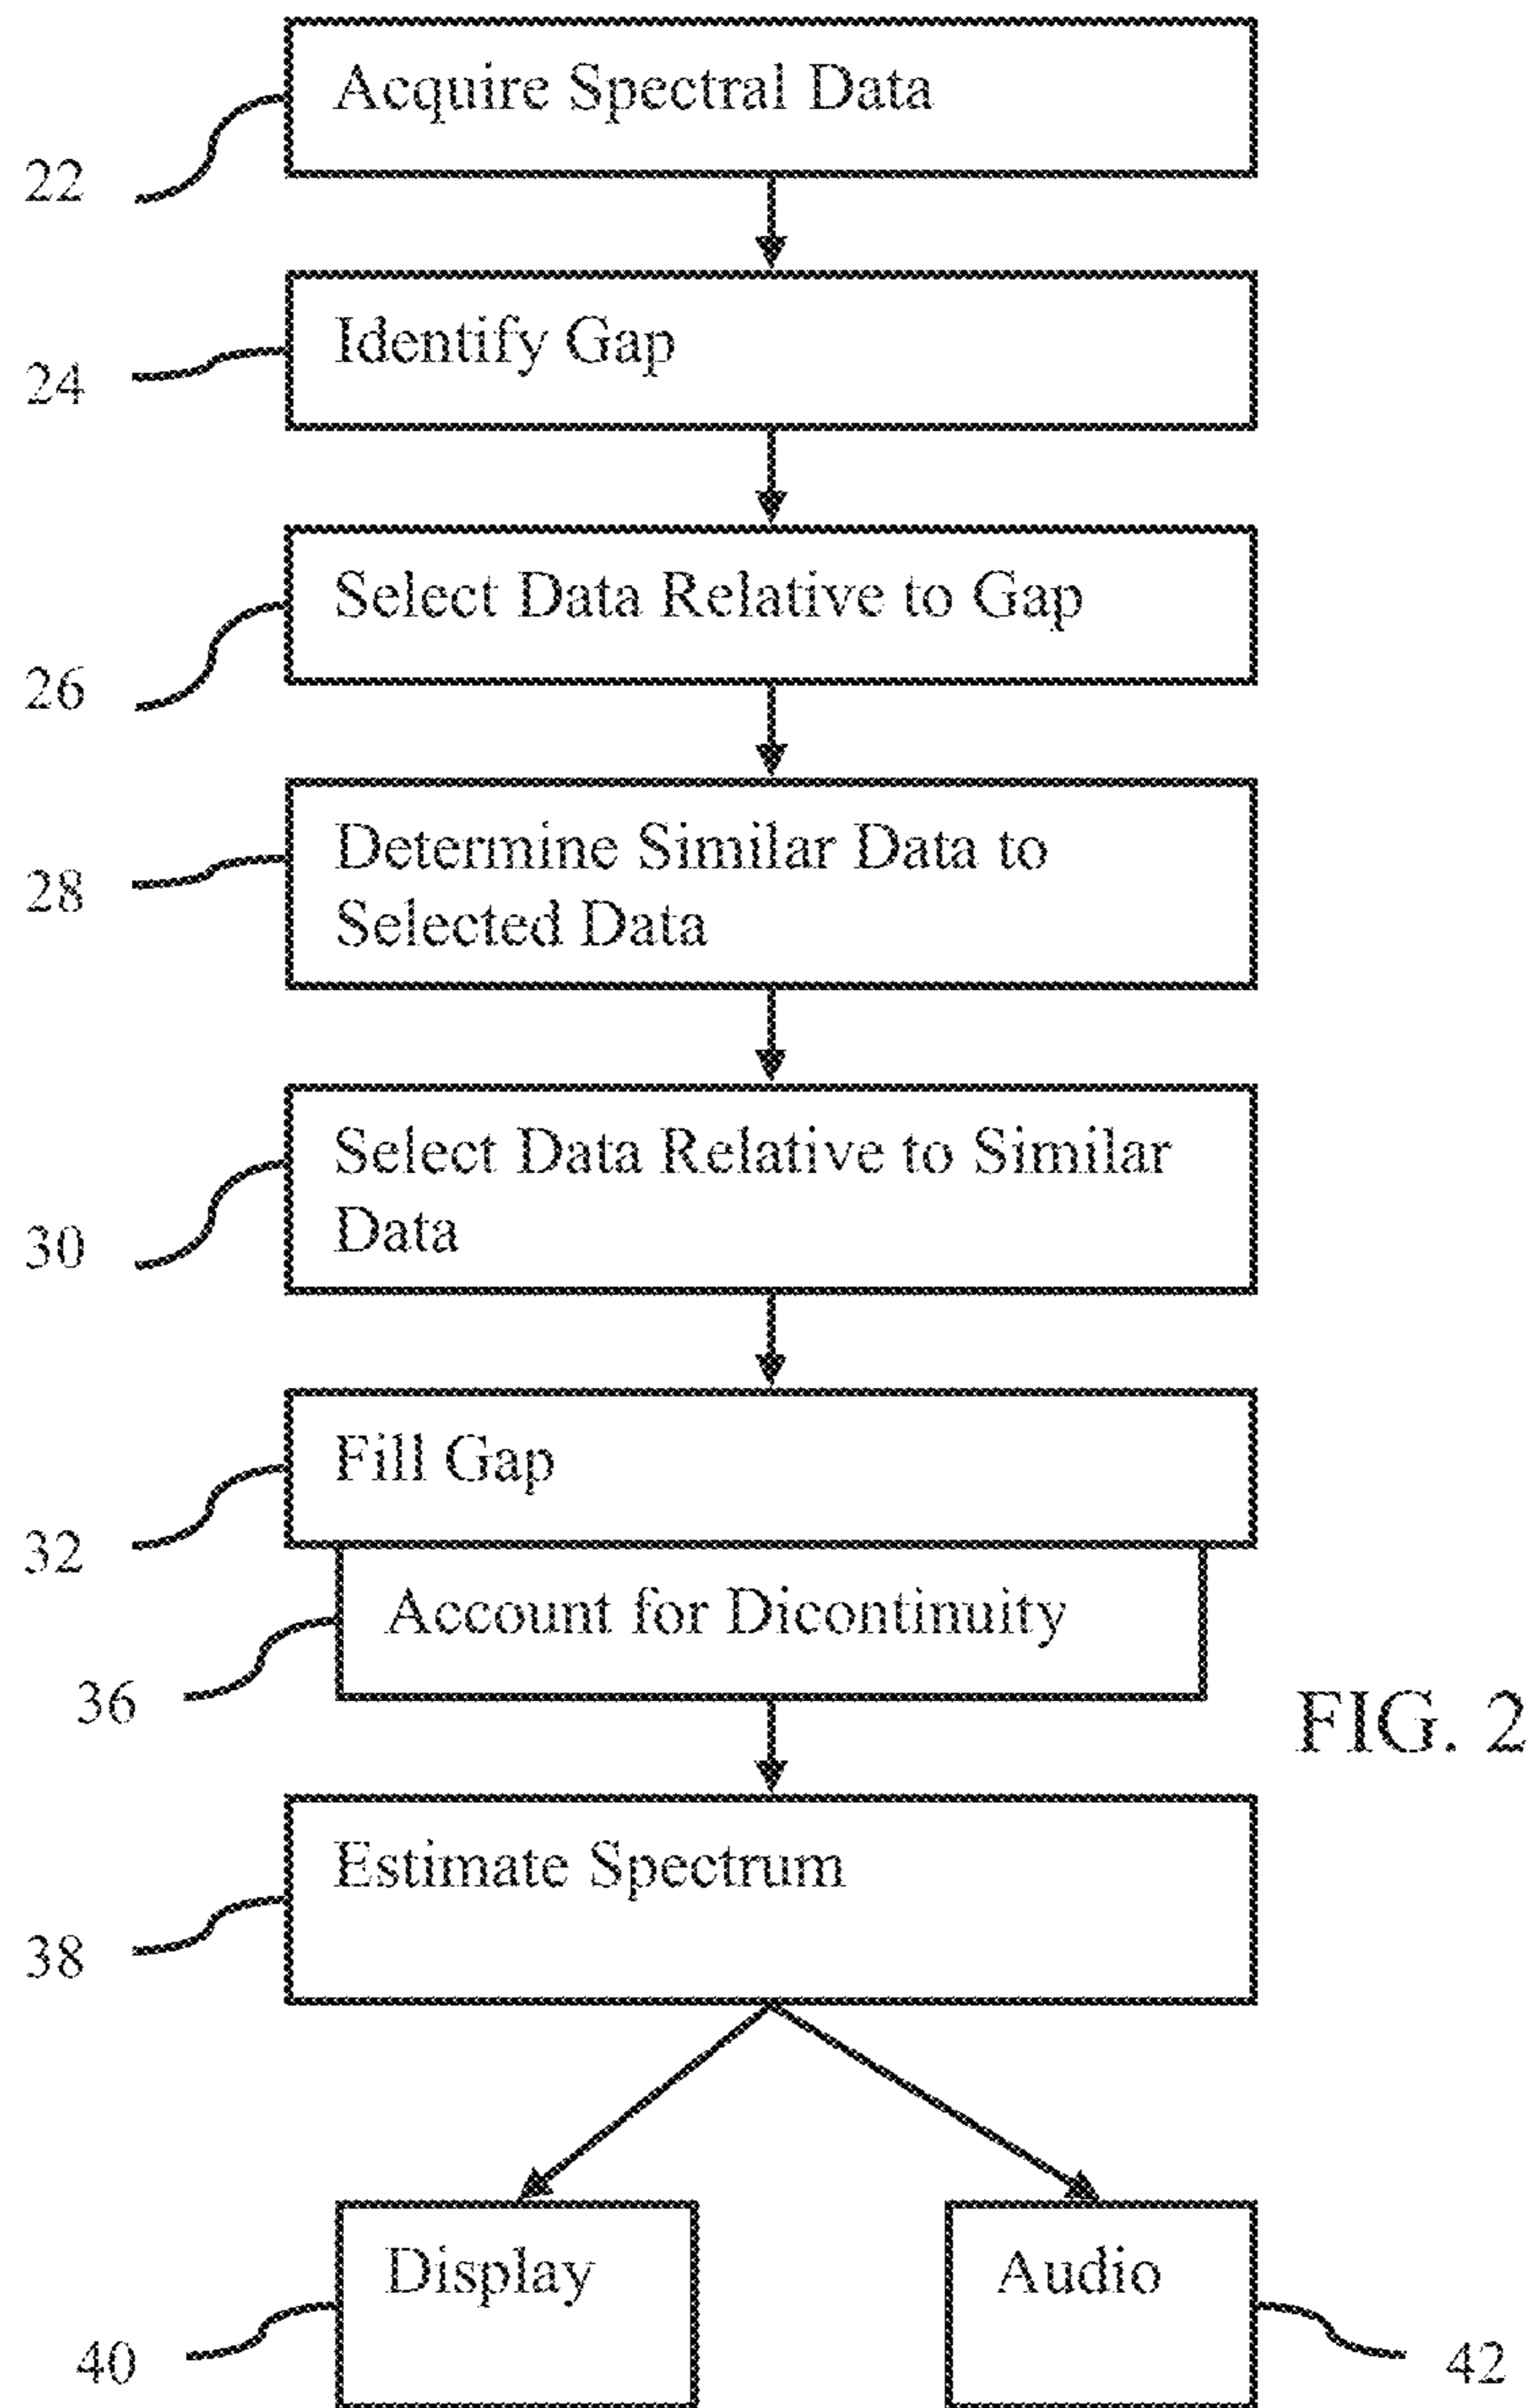 Acquire Spectral Data
22
Identify Gap
24
Select Data Relative to Gap
26
Determine Similar Data to
Selected Data
28
Select Data Relative to Similar
Data
30
Fill Gap
32
Account for Dicontinuity
36
FIG. 2
Estimate Spectrum
38
Display
Audio
40
42